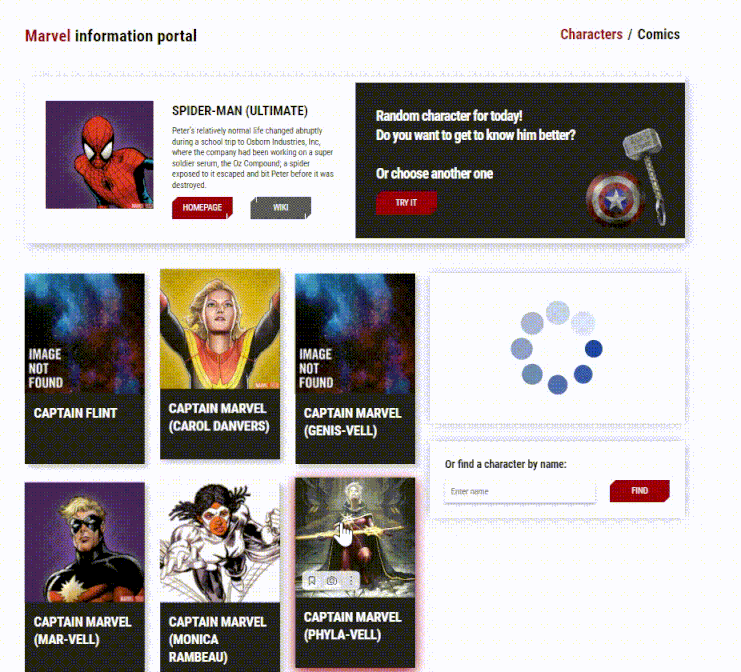 Marvel information portal
Characters / Comics
SPIDER-MAN (ULTIMATE)
Peter's relatively normal life changed abruptly
during a school trip to Osborn Industries, Inc,
where the company had been working on a super
soldier serum, the Oz Compound; a spider
exposed to it escaped and bit Peter before it was
destroyed.
HOMEPAGE
WIKI
Random character for today!
Do you want to get to know him better?
Or choose another one
TRY IT
IMAGE
NOT
FOUND
CAPTAIN FLINT
CAPTAIN MARVEL
(CAROL DANVERS)
IMAGE
NOT
FOUND
CAPTAIN MARVEL
(GENIS-VELL)
Or find a character by name:
Enter name
FIND
CAPTAIN MARVEL
(MAR-VELL)
CAPTAIN MARVEL
(MONICA
RAMBEAU)
CAPTAIN MARVEL
(PHYLA-VELL)